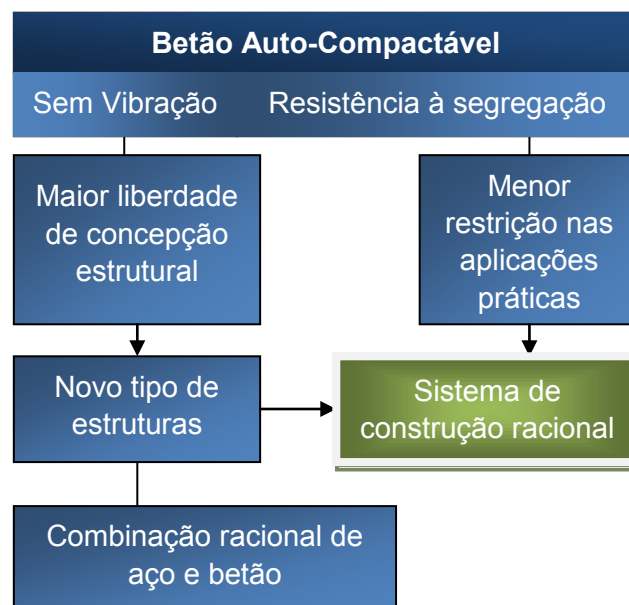 Betão Auto-Compactável
Sem Vibração
Resistência à segregação
Maior liberdade
de concepção
estrutural
Menor
restrição nas
aplicações
práticas
Novo tipo de
estruturas
Sistema de
construção racional
Combinação racional de
aço e betão